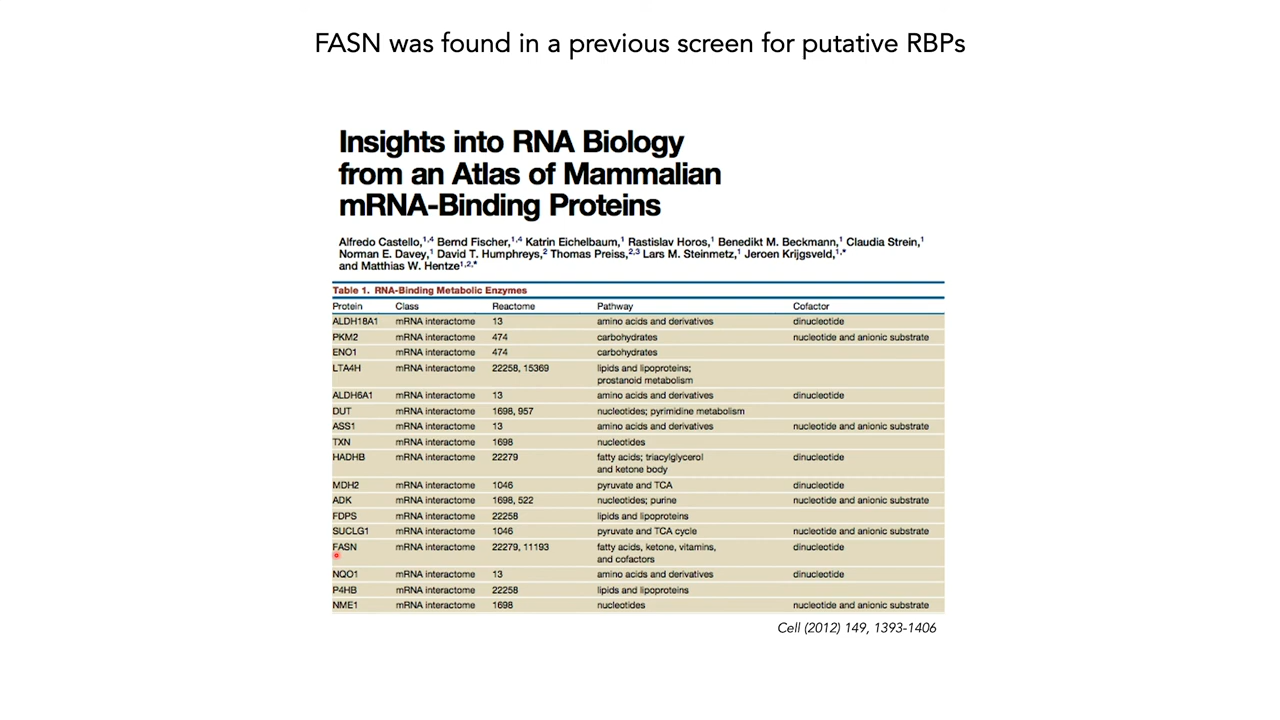 FASN was found in a previous screen for putative RBPs
Insights into RNA Biology
from an Atlas of Mammalian
mRNA-Binding Proteins
Alfredo Castello,1,4 Bernd Fischer,1,4 Katrin Eichelbaum,1 Rastislav Horos,1 Benedikt M. Beckmann,1 Claudia Strein,1
Norman E. Davey,1 David T. Humphreys,2 Thomas Preiss,2,3 Lars M. Steinmetz,1 Jeroen Krijgsveld,1,*
and Matthias W. Hentze1,2,*
Table 1. RNA-Binding Metabolic Enzymes
Protein Class Reactome Pathway Cofactor
ALDH18A1 mRNA interactome 13 amino acids and derivatives dinucleotide
PKM2 mRNA interactome 474 carbohydrates nucleotide and anionic substrate
ENO1 mRNA interactome 474 carbohydrates
LTA4H mRNA interactome 22258, 15369 lipids and lipoproteins;
prostanoid metabolism
ALDH6A1 mRNA interactome 13 amino acids and derivatives dinucleotide
DUT mRNA interactome 1698, 957 nucleotides; pyrimidine metabolism
ASS1 mRNA interactome 13 amino acids and derivatives nucleotide and anionic substrate
TXN mRNA interactome 1698 nucleotides
HADHB mRNA interactome 22279 fatty acids; triacylglycerol dinucleotide
and ketone body
MDH2 mRNA interactome 1046 pyruvate and TCA dinucleotide
ADK mRNA interactome 1698, 522 nucleotides; purine nucleotide and anionic substrate
FDPS mRNA interactome 22258 lipids and lipoproteins
SUCLG1 mRNA interactome 1046 pyruvate and TCA cycle nucleotide and anionic substrate
FASN mRNA interactome 22279, 11193 fatty acids, ketone, vitamins, dinucleotide
and cofactors
NQO1 mRNA interactome 13 amino acids and derivatives dinucleotide
P4HB mRNA interactome 22258 lipids and lipoproteins
NME1 mRNA interactome 1698 nucleotides nucleotide and anionic substrate
Cell (2012) 149, 1393-1406